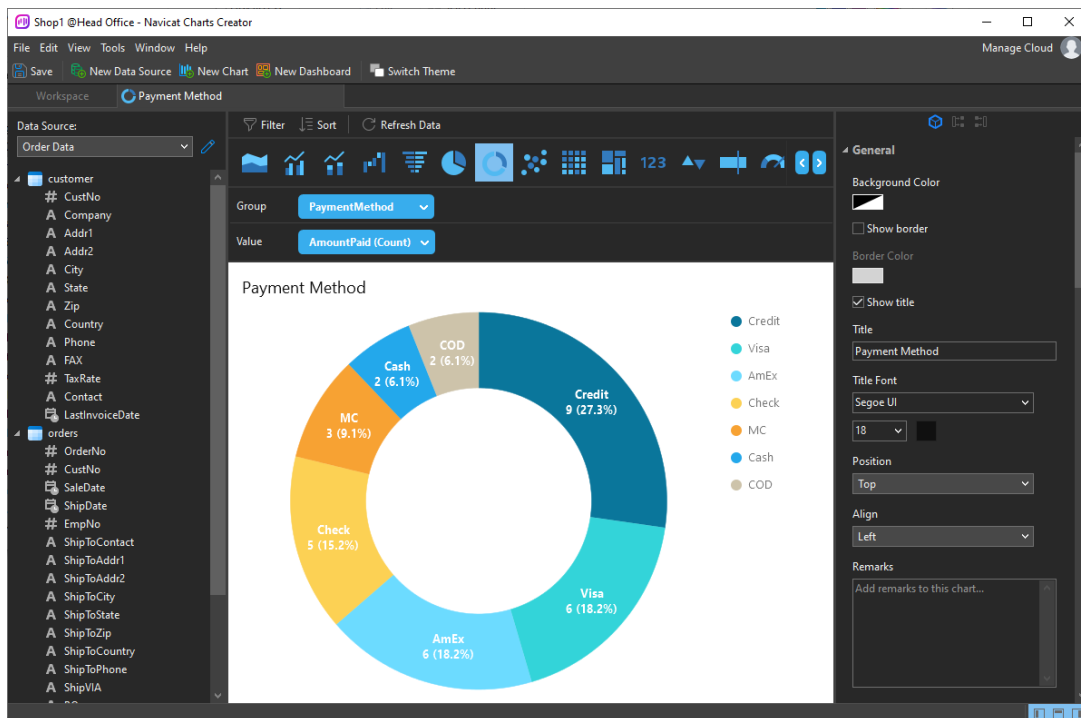 Shop1 @Head Office - Navicat Charts Creator
File Edit View Tools Window Help
Manage Cloud
Save New Data Source New Chart New Dashboard Switch Theme
Workspace Payment Method
Data Source:
Order Data
customer
# CustNo
A Company
A Addr1
A Addr2
A City
A State
A Zip
A Country
A Phone
A FAX
# TaxRate
A Contact
LastInvoiceDate
orders
# OrderNo
# CustNo
SaleDate
ShipDate
# EmpNo
A ShipToContact
A ShipToAddr1
A ShipToAddr2
A ShipToCity
A ShipToState
A ShipToZip
A ShipToCountry
A ShipToPhone
A ShipVIA
Filter Sort Refresh Data
123
Group PaymentMethod
Value AmountPaid (Count)
Payment Method
COD
2 (6.1%)
Cash
2 (6.1%)
Credit
9 (27.3%)
MC
3 (9.1%)
Check
5 (15.2%)
Visa
6 (18.2%)
AmEx
6 (18.2%)
Credit
Visa
AmEx
Check
MC
Cash
COD
General
Background Color
Show border
Border Color
Show title
Title
Payment Method
Title Font
Segoe UI
18
Position
Top
Align
Left
Remarks
Add remarks to this chart...